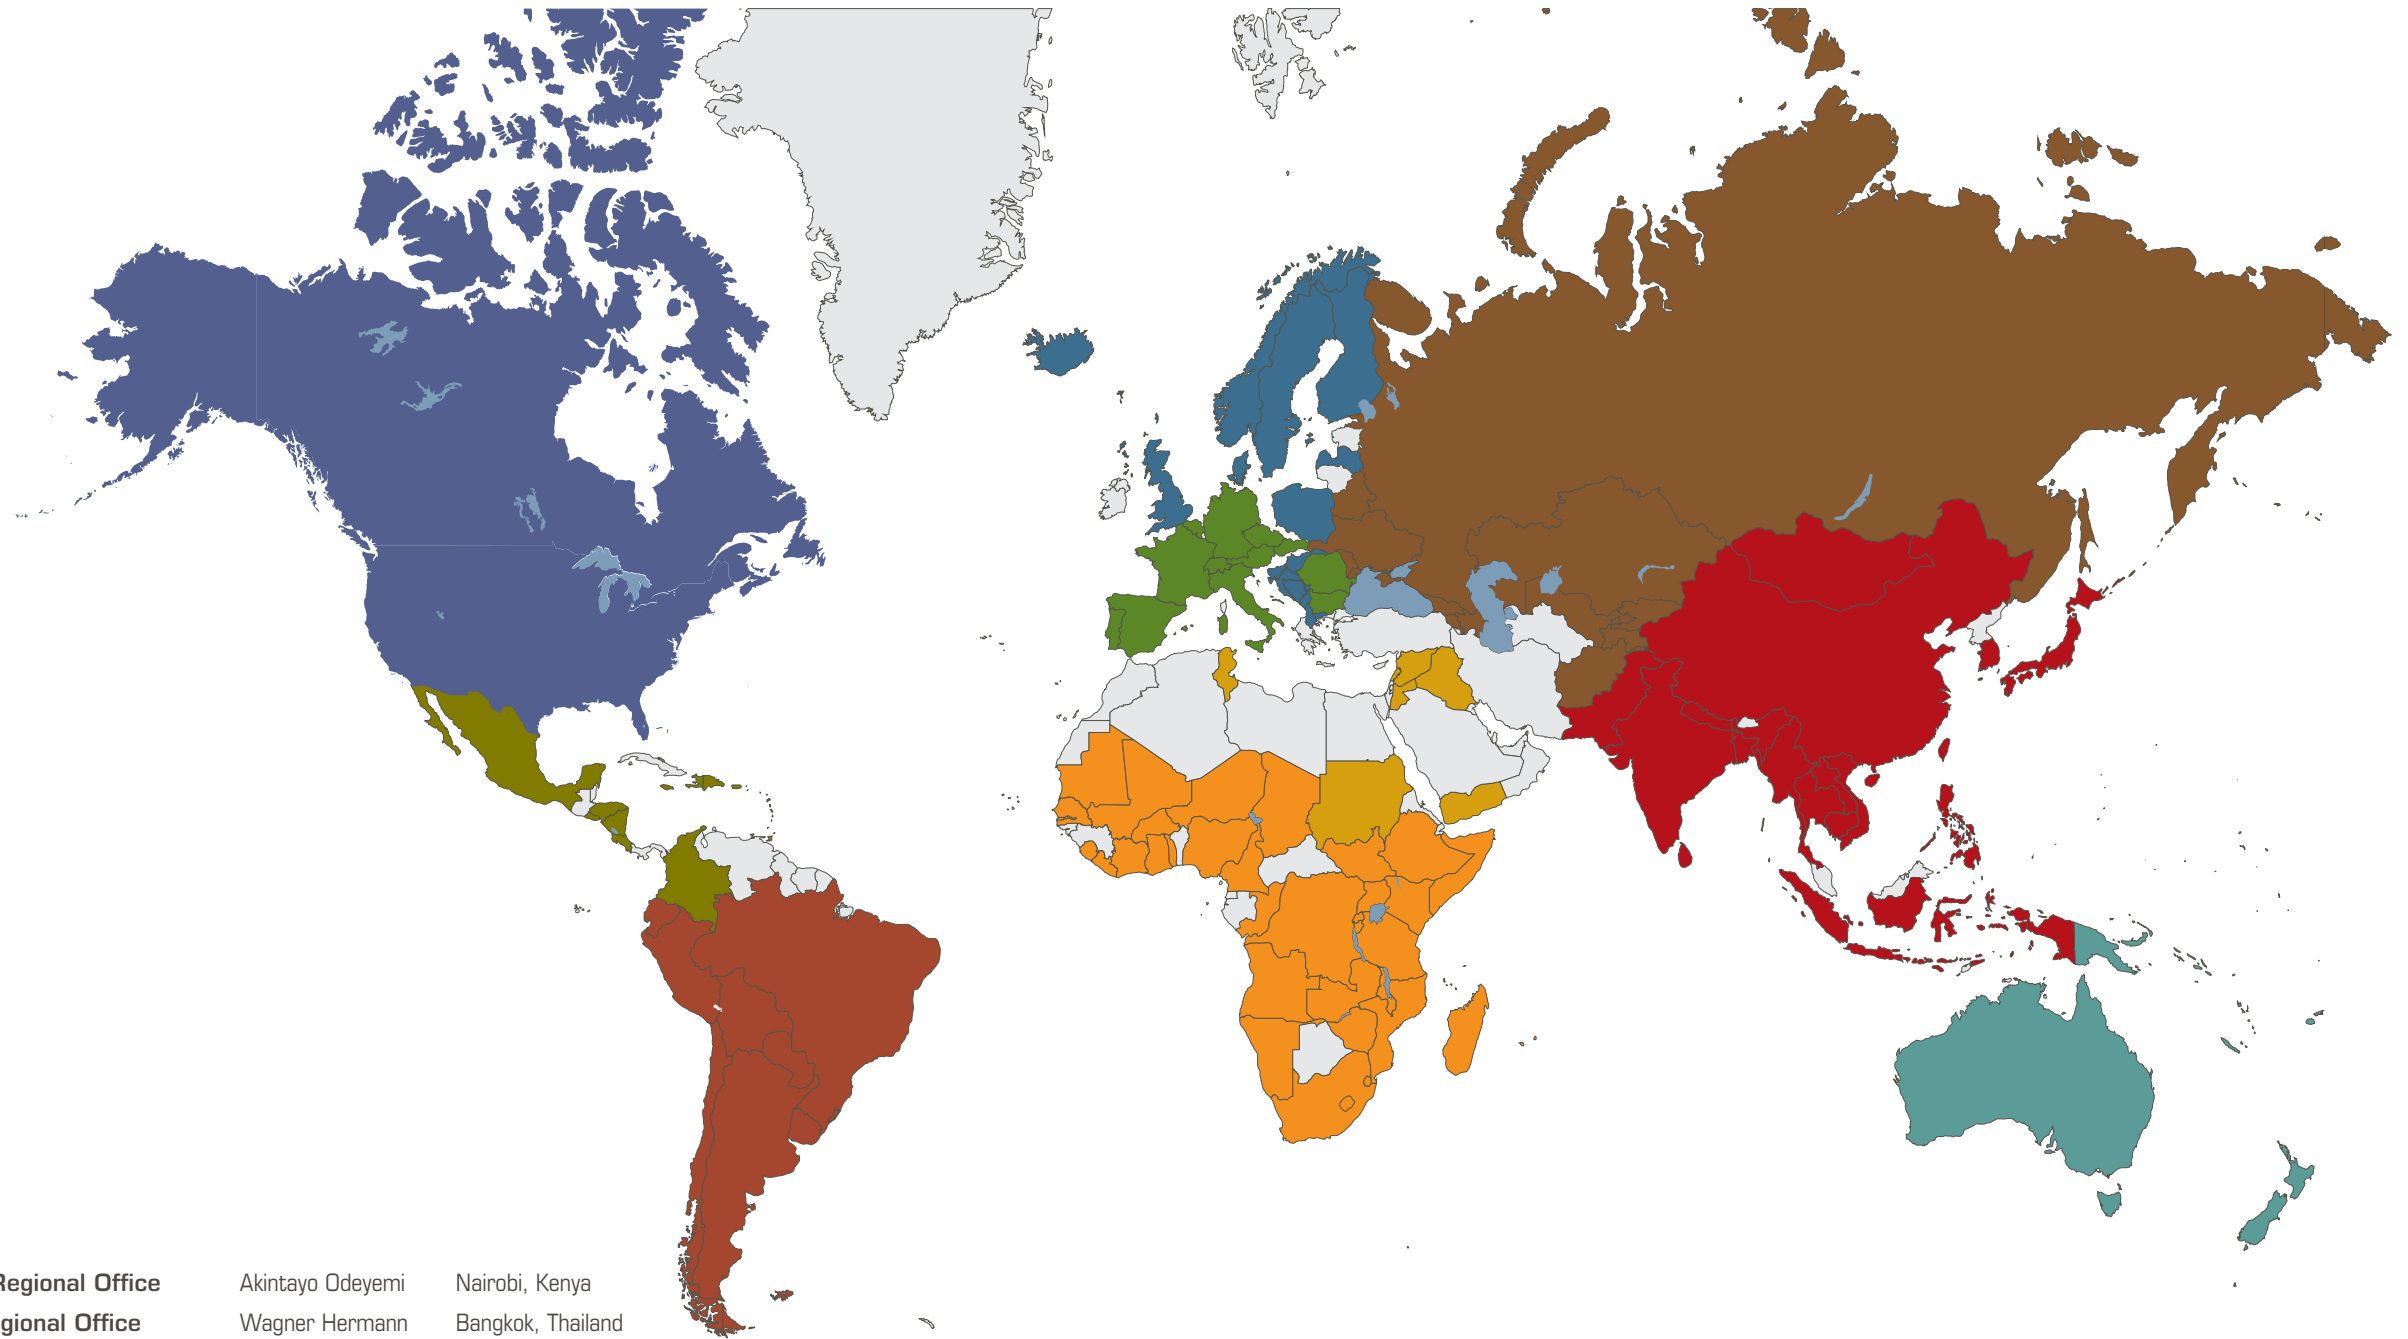 Regional Office Akintayo Odeyemi Nairobi, Kenya
gional Office Wagner Hermann Bangkok, Thailand